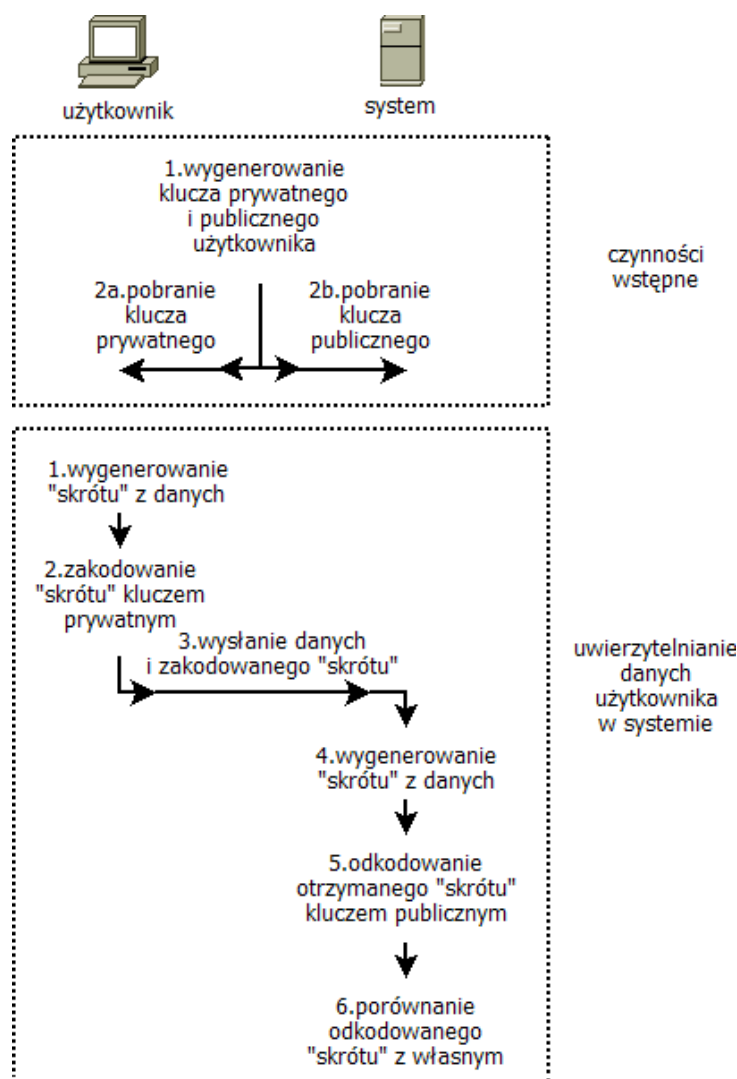 użytkownik
system
1.wygenerowanie
klucza prywatnego
i publicznego
użytkownika
czynności
wstępne
2a.pobranie
klucza
prywatnego
2b.pobranie
klucza
publicznego
1.wygenerowanie
"skrótu" z danych
2.zakodowanie
"skrótu" kluczem
prywatnym
3.wysłanie danych
i zakodowanego "skrótu"
uwierzytelnianie
danych
użytkownika
w systemie
4.wygenerowanie
"skrótu" z danych
5.odkodowanie
otrzymanego "skrótu"
kluczem publicznym
6.porównanie
odkodowanego
"skrótu" z własnym